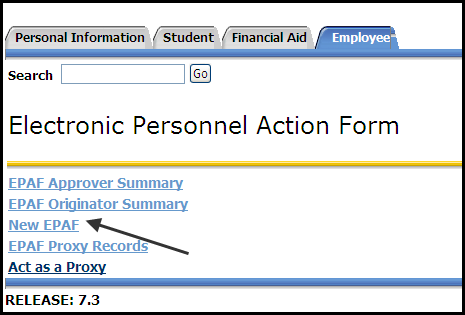 Personal Information Student Financial Aid Employee
Search Go
Electronic Personnel Action Form
EPAF Approver Summary
EPAF Originator Summary
New EPAF
EPAF Proxy Records
Act as a Proxy
RELEASE: 7.3